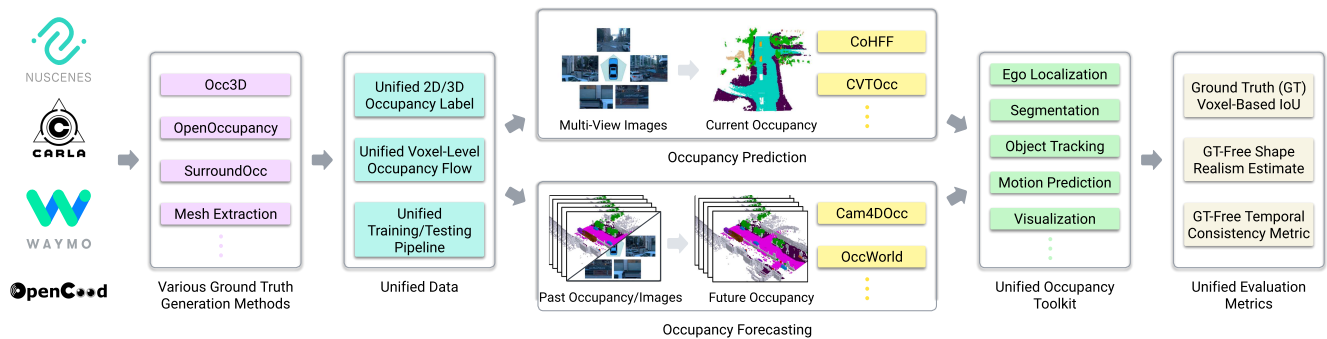 NUSCENES
CARLA
WAYMO
OpenCood
Occ3D
OpenOccupancy
SurroundOcc
Mesh Extraction
Various Ground Truth
Generation Methods
Unified 2D/3D
Occupancy Label
Unified Voxel-Level
Occupancy Flow
Unified
Training/Testing
Pipeline
Unified Data
Multi-View Images
Current Occupancy
CoHFF
CVTOcc
Occupancy Prediction
Past Occupancy/Images
Future Occupancy
Cam4DOcc
OccWorld
Occupancy Forecasting
Ego Localization
Segmentation
Object Tracking
Motion Prediction
Visualization
Unified Occupancy
Toolkit
Ground Truth (GT)
Voxel-Based IoU
GT-Free Shape
Realism Estimate
GT-Free Temporal
Consistency Metric
Unified Evaluation
Metrics